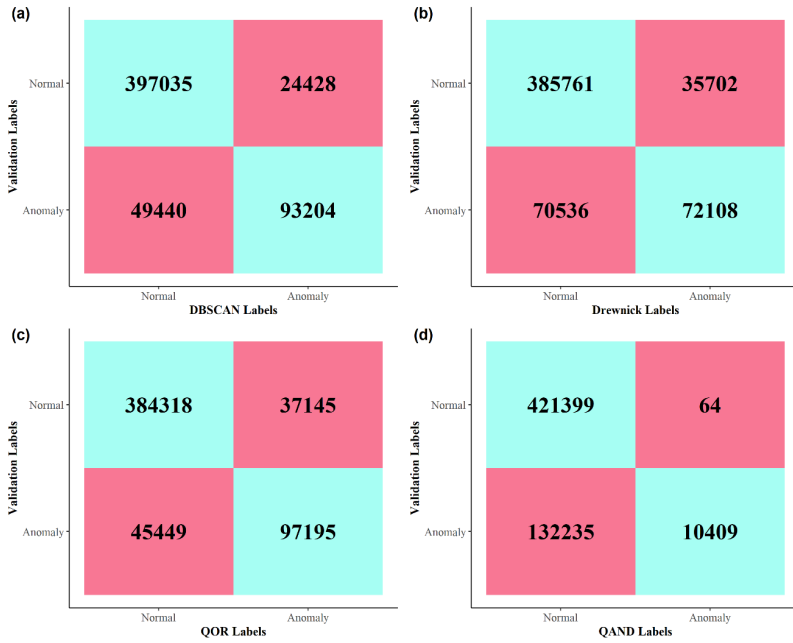 (a)
Validation Labels
Normal
397035
24428
Anomaly
49440
93204
Normal
Anomaly
DBSCAN Labels
(b)
Validation Labels
Normal
385761
35702
Anomaly
70536
72108
Normal
Anomaly
Drewnick Labels
(c)
Validation Labels
Normal
384318
37145
Anomaly
45449
97195
Normal
Anomaly
QOR Labels
(d)
Validation Labels
Normal
421399
64
Anomaly
132235
10409
Normal
Anomaly
QAND Labels